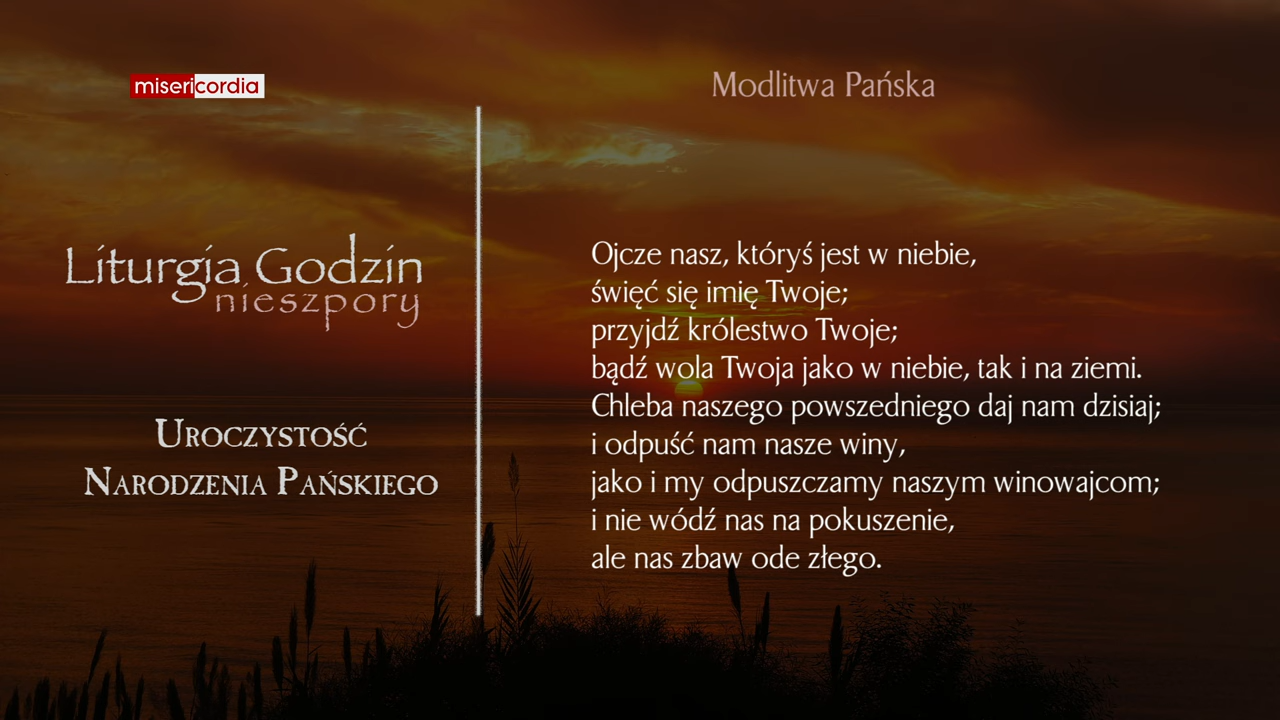 misericordia
Liturgia Godzin
nieszpory
Uroczystość
Narodzenia Pańskiego
Modlitwa Pańska
Ojcze nasz, któryś jest w niebie,
święć się imię Twoje;
przyjdź królestwo Twoje;
bądź wola Twoja jako w niebie, tak i na ziemi.
Chleba naszego powszedniego daj nam dzisiaj;
i odpuść nam nasze winy,
jako i my odpuszczamy naszym winowajcom;
i nie wódź nas na pokuszenie,
ale nas zbaw ode złego.